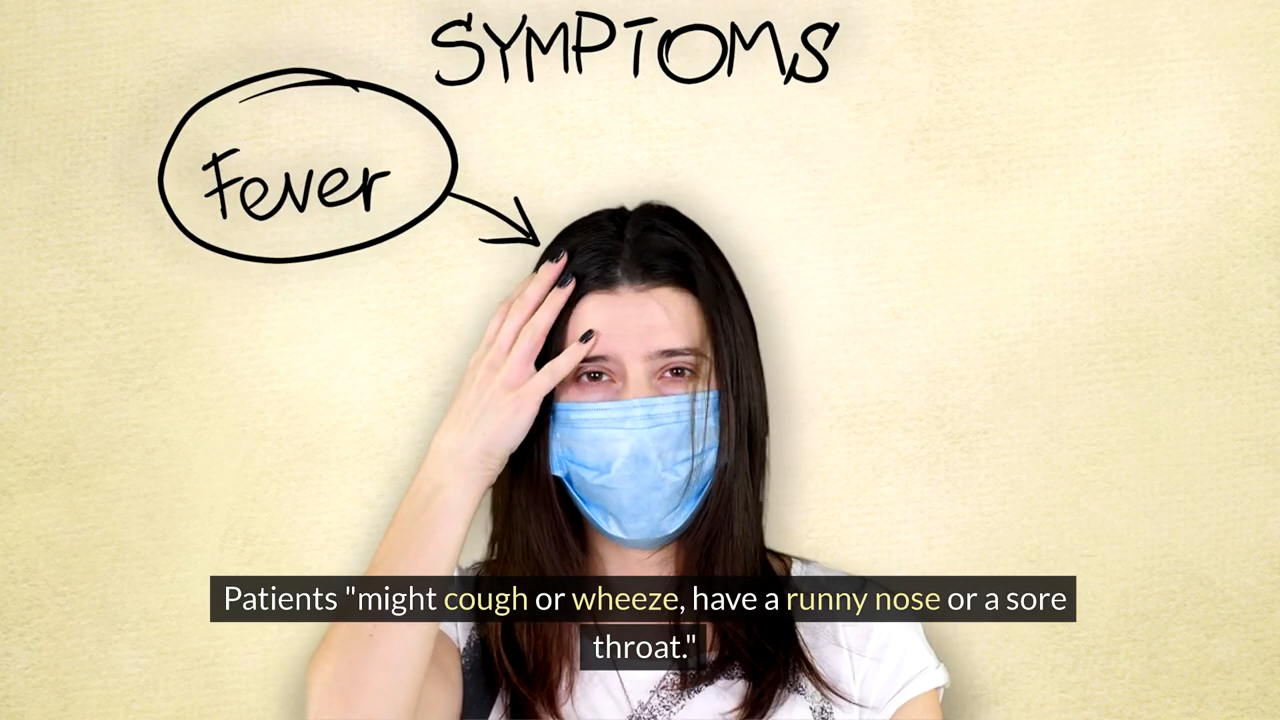 SYMPTOMS
Fever
Patients "might cough or wheeze, have a runny nose or a sore
throat."